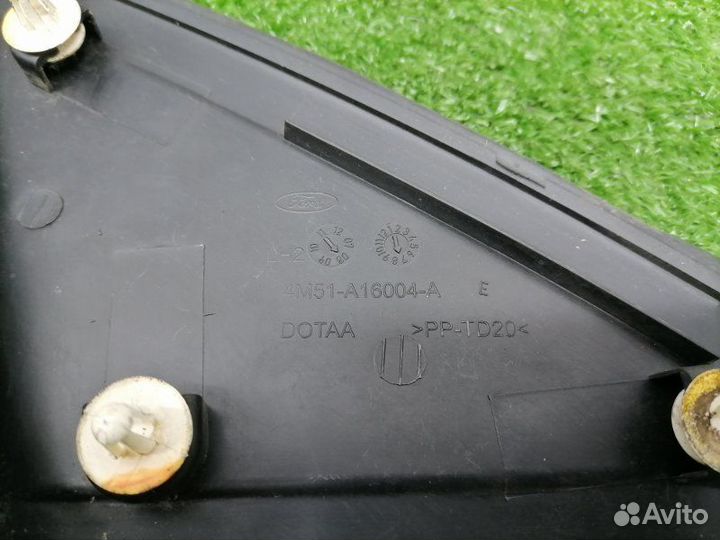 Ford
4M51-A16004-A E
DOTAA >PP-TD20<
Avito